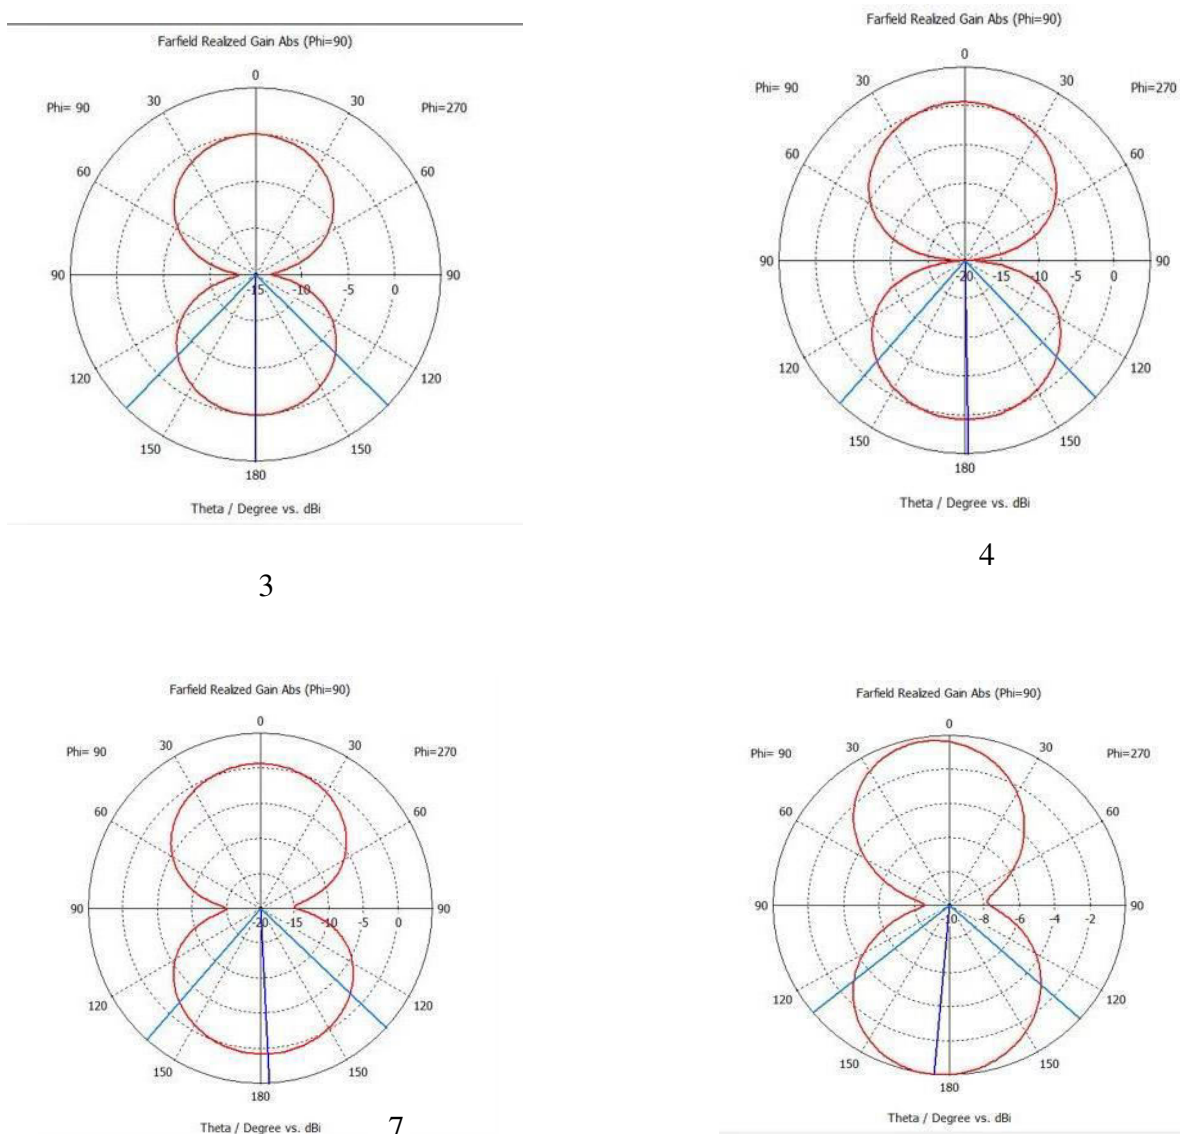 Farfield Realized Gain Abs (Phi=90)
0
Phi= 90 30 30 Phi=270
60 60
90 -15 -10 -5 0 90
120 120
150 150
180
Theta / Degree vs. dBi
3
Farfield Realized Gain Abs (Phi=90)
0
Phi= 90 30 30 Phi=270
60 60
90 -20 -15 -10 -5 0 90
120 120
150 150
180
Theta / Degree vs. dBi
4
Farfield Realized Gain Abs (Phi=90)
0
Phi= 90 30 30 Phi=270
60 60
90 -20 -15 -10 -5 0 90
120 120
150 150
180
Theta / Degree vs. dBi
7
Farfield Realized Gain Abs (Phi=90)
0
Phi= 90 30 30 Phi=270
60 60
90 -10 -8 -6 -4 -2 90
120 120
150 150
180
Theta / Degree vs. dBi